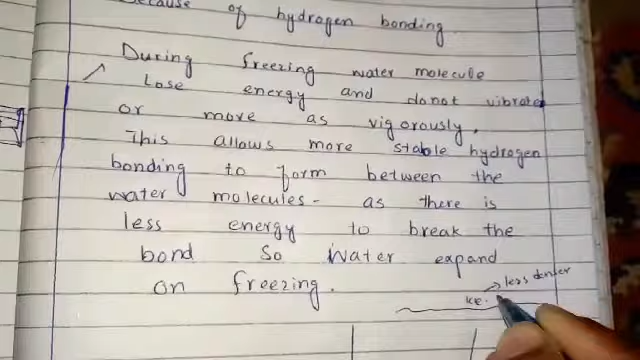 because of hydrogen bonding
During freezing water molecule
Lose energy and donot vibrate
or move as vigorously.
This allows more stable hydrogen
bonding to form between the
water molecules - as there is
less energy to break the
bond so water expand
on freezing.
less denser
ice.